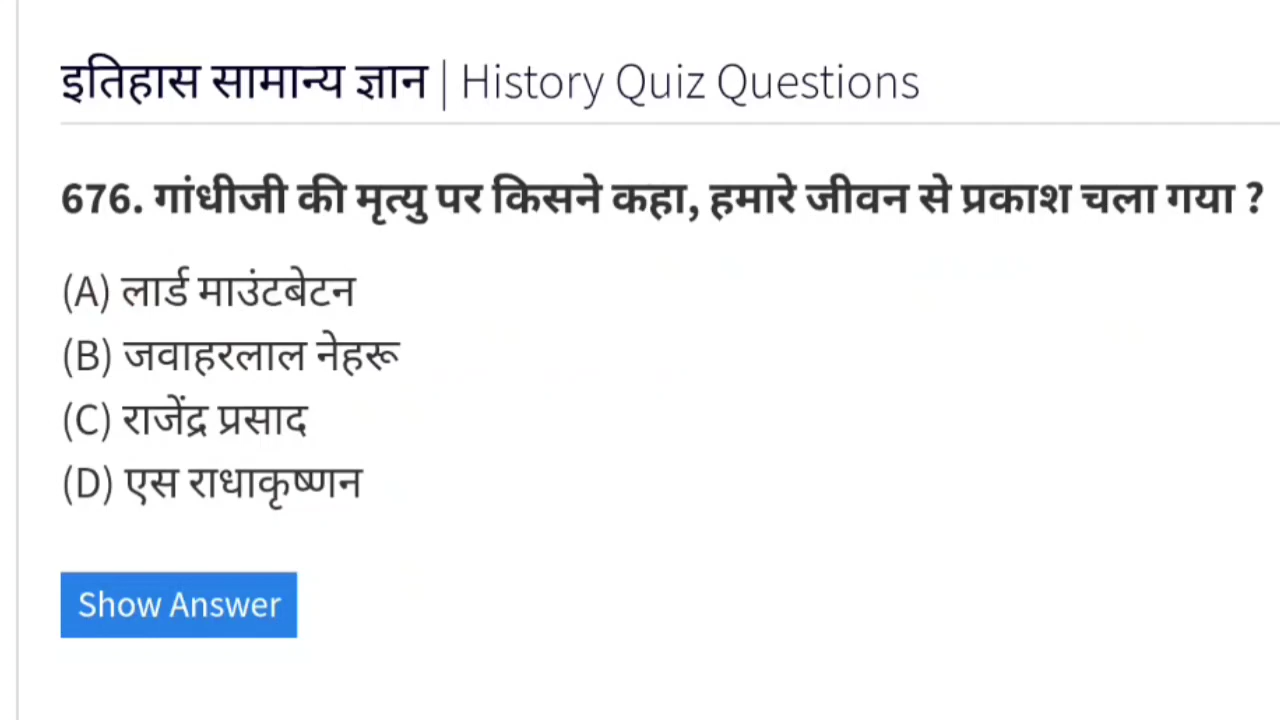 इतिहास सामान्य ज्ञान | History Quiz Questions
676. गांधीजी की मृत्यु पर किसने कहा, हमारे जीवन से प्रकाश चला गया ?
(A) लार्ड माउंटबेटन
(B) जवाहरलाल नेहरू
(C) राजेंद्र प्रसाद
(D) एस राधाकृष्णन
Show Answer